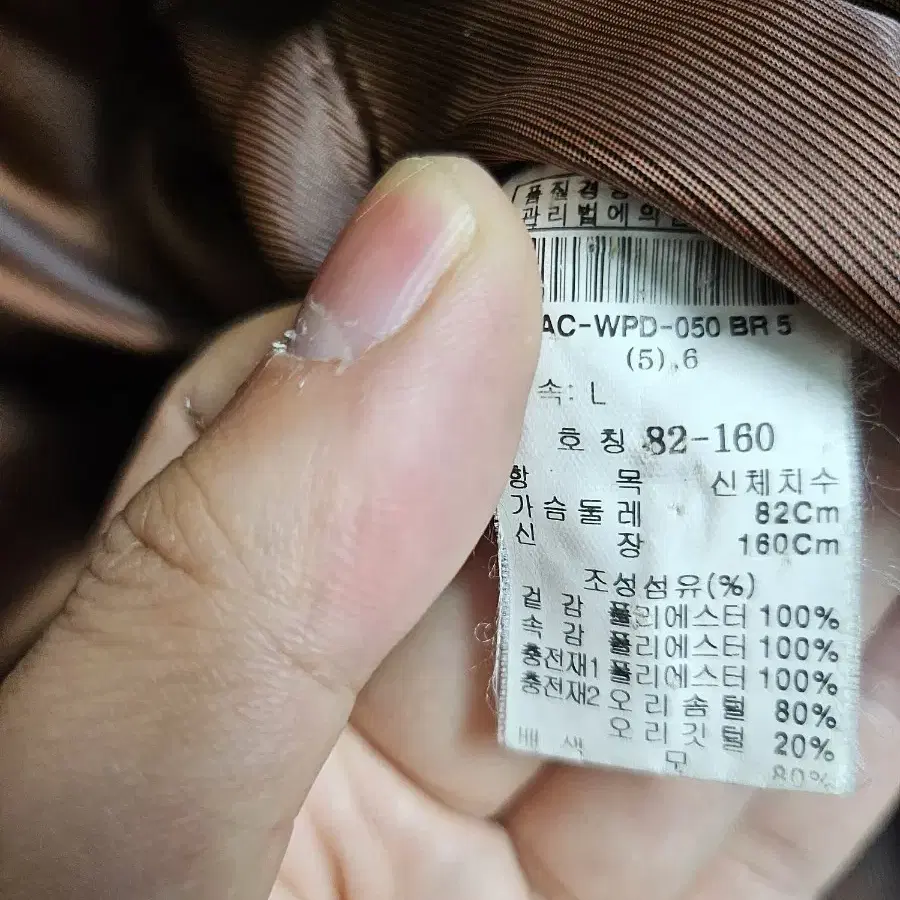 품질경영
관리법에의한
AC-WPD-050 BR 5
(5),6
속: L
호 칭 82-160
항 목 신체치수
가슴둘레 82Cm
신 장 160Cm
조성섬유(%)
겉감 폴리에스터 100%
속감 폴리에스터 100%
충전재1 폴리에스터 100%
충전재2 오리솜털 80%
오리깃털 20%
배색 모 80%